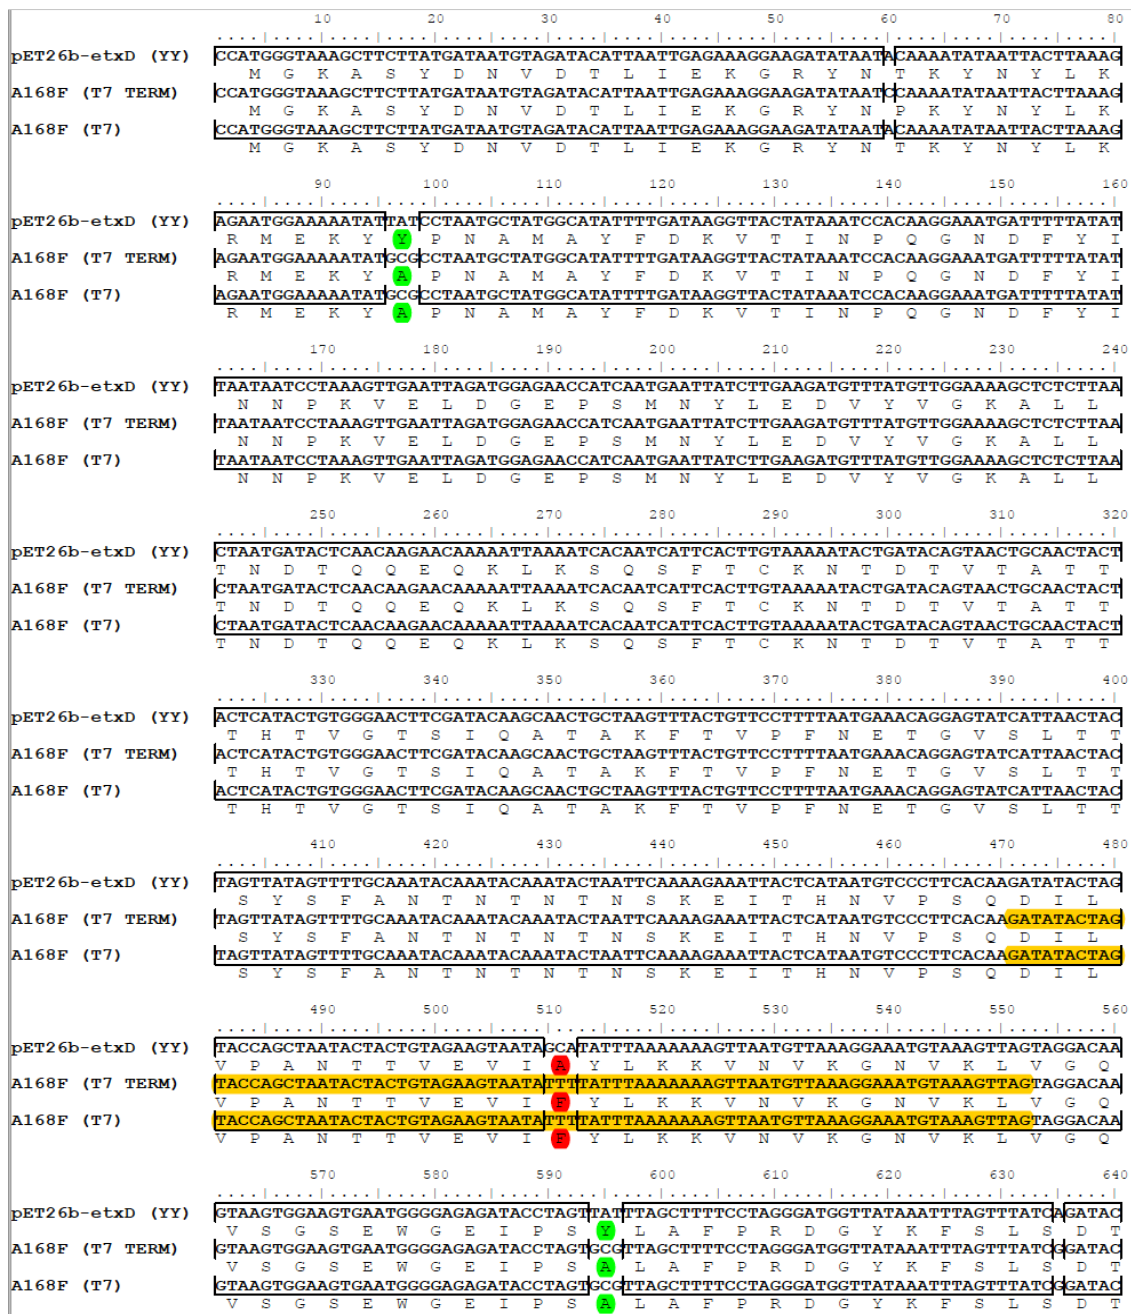 10 20 30 40 50 60 70 80
....|....|....|....|....|....|....|....|....|....|....|....|....|....|....|....|
pET26b-etxD (YY) CCATGGGTAAAGCTTCTTATGATAATGTAGATACATTAATTGAGAAAGGAAGATATAATACAAAATATAATTACTTAAAG
M G K A S Y D N V D T L I E K G R Y N T K Y N Y L K
A168F (T7 TERM) CCATGGGTAAAGCTTCTTATGATAATGTAGATACATTAATTGAGAAAGGAAGATATAATCCAAAATATAATTACTTAAAG
M G K A S Y D N V D T L I E K G R Y N P K Y N Y L K
A168F (T7) CCATGGGTAAAGCTTCTTATGATAATGTAGATACATTAATTGAGAAAGGAAGATATAATACAAAATATAATTACTTAAAG
M G K A S Y D N V D T L I E K G R Y N T K Y N Y L K
90 100 110 120 130 140 150 160
....|....|....|....|....|....|....|....|....|....|....|....|....|....|....|....|
pET26b-etxD (YY) AGAATGGAAAAATATTATCCTAATGCTATGGCATATTTTGATAAGGTTACTATAAATCCACAAGGAAATGATTTTTATAT
R M E K Y Y P N A M A Y F D K V T I N P Q G N D F Y I
A168F (T7 TERM) AGAATGGAAAAATATGCGCCTAATGCTATGGCATATTTTGATAAGGTTACTATAAATCCACAAGGAAATGATTTTTATAT
R M E K Y A P N A M A Y F D K V T I N P Q G N D F Y I
A168F (T7) AGAATGGAAAAATATGCGCCTAATGCTATGGCATATTTTGATAAGGTTACTATAAATCCACAAGGAAATGATTTTTATAT
R M E K Y A P N A M A Y F D K V T I N P Q G N D F Y I
170 180 190 200 210 220 230 240
....|....|....|....|....|....|....|....|....|....|....|....|....|....|....|....|
pET26b-etxD (YY) TAATAATCCTAAAGTTGAATTAGATGGAGAACCATCAATGAATTATCTTGAAGATGTTTATGTTGGAAAAGCTCTCTTAA
N N P K V E L D G E P S M N Y L E D V Y V G K A L L
A168F (T7 TERM) TAATAATCCTAAAGTTGAATTAGATGGAGAACCATCAATGAATTATCTTGAAGATGTTTATGTTGGAAAAGCTCTCTTAA
N N P K V E L D G E P S M N Y L E D V Y V G K A L L
A168F (T7) TAATAATCCTAAAGTTGAATTAGATGGAGAACCATCAATGAATTATCTTGAAGATGTTTATGTTGGAAAAGCTCTCTTAA
N N P K V E L D G E P S M N Y L E D V Y V G K A L L
250 260 270 280 290 300 310 320
....|....|....|....|....|....|....|....|....|....|....|....|....|....|....|....|
pET26b-etxD (YY) CTAATGATACTCAACAAGAACAAAAATTAAAATCACAATCATTCACTTGTAAAAATACTGATACAGTAACTGCAACTACT
T N D T Q Q E Q K L K S Q S F T C K N T D T V T A T T
A168F (T7 TERM) CTAATGATACTCAACAAGAACAAAAATTAAAATCACAATCATTCACTTGTAAAAATACTGATACAGTAACTGCAACTACT
T N D T Q Q E Q K L K S Q S F T C K N T D T V T A T T
A168F (T7) CTAATGATACTCAACAAGAACAAAAATTAAAATCACAATCATTCACTTGTAAAAATACTGATACAGTAACTGCAACTACT
T N D T Q Q E Q K L K S Q S F T C K N T D T V T A T T
330 340 350 360 370 380 390 400
....|....|....|....|....|....|....|....|....|....|....|....|....|....|....|....|
pET26b-etxD (YY) ACTCATACTGTGGGAACTTCGATACAAGCAACTGCTAAGTTTACTGTTCCTTTTAATGAAACAGGAGTATCATTAACTAC
T H T V G T S I Q A T A K F T V P F N E T G V S L T T
A168F (T7 TERM) ACTCATACTGTGGGAACTTCGATACAAGCAACTGCTAAGTTTACTGTTCCTTTTAATGAAACAGGAGTATCATTAACTAC
T H T V G T S I Q A T A K F T V P F N E T G V S L T T
A168F (T7) ACTCATACTGTGGGAACTTCGATACAAGCAACTGCTAAGTTTACTGTTCCTTTTAATGAAACAGGAGTATCATTAACTAC
T H T V G T S I Q A T A K F T V P F N E T G V S L T T
410 420 430 440 450 460 470 480
....|....|....|....|....|....|....|....|....|....|....|....|....|....|....|....|
pET26b-etxD (YY) TAGTTATAGTTTTGCAAATACAAATACAAATACTAATTCAAAAGAAATTACTCATAATGTCCCTTCACAAGATATACTAG
S Y S F A N T N T N T N S K E I T H N V P S Q D I L
A168F (T7 TERM) TAGTTATAGTTTTGCAAATACAAATACAAATACTAATTCAAAAGAAATTACTCATAATGTCCCTTCACAAGATATACTAG
S Y S F A N T N T N T N S K E I T H N V P S Q D I L
A168F (T7) TAGTTATAGTTTTGCAAATACAAATACAAATACTAATTCAAAAGAAATTACTCATAATGTCCCTTCACAAGATATACTAG
S Y S F A N T N T N T N S K E I T H N V P S Q D I L
490 500 510 520 530 540 550 560
....|....|....|....|....|....|....|....|....|....|....|....|....|....|....|....|
pET26b-etxD (YY) TACCAGCTAATACTACTGTAGAAGTAATAGCATATTTAAAAAAAGTTAATGTTAAAGGAAATGTAAAGTTAGTAGGACAA
V P A N T T V E V I A Y L K K V N V K G N V K L V G Q
A168F (T7 TERM) TACCAGCTAATACTACTGTAGAAGTAATATTTTATTTAAAAAAAGTTAATGTTAAAGGAAATGTAAAGTTAGTAGGACAA
V P A N T T V E V I F Y L K K V N V K G N V K L V G Q
A168F (T7) TACCAGCTAATACTACTGTAGAAGTAATATTTTATTTAAAAAAAGTTAATGTTAAAGGAAATGTAAAGTTAGTAGGACAA
V P A N T T V E V I F Y L K K V N V K G N V K L V G Q
570 580 590 600 610 620 630 640
....|....|....|....|....|....|....|....|....|....|....|....|....|....|....|....|
pET26b-etxD (YY) GTAAGTGGAAGTGAATGGGGAGAGATACCTAGTTATTTAGCTTTTCCTAGGGATGGTTATAAATTTAGTTTATCAGATAC
V S G S E W G E I P S Y L A F P R D G Y K F S L S D T
A168F (T7 TERM) GTAAGTGGAAGTGAATGGGGAGAGATACCTAGTGCGTTAGCTTTTCCTAGGGATGGTTATAAATTTAGTTTATCGGATAC
V S G S E W G E I P S A L A F P R D G Y K F S L S D T
A168F (T7) GTAAGTGGAAGTGAATGGGGAGAGATACCTAGTGCGTTAGCTTTTCCTAGGGATGGTTATAAATTTAGTTTATCGGATAC
V S G S E W G E I P S A L A F P R D G Y K F S L S D T